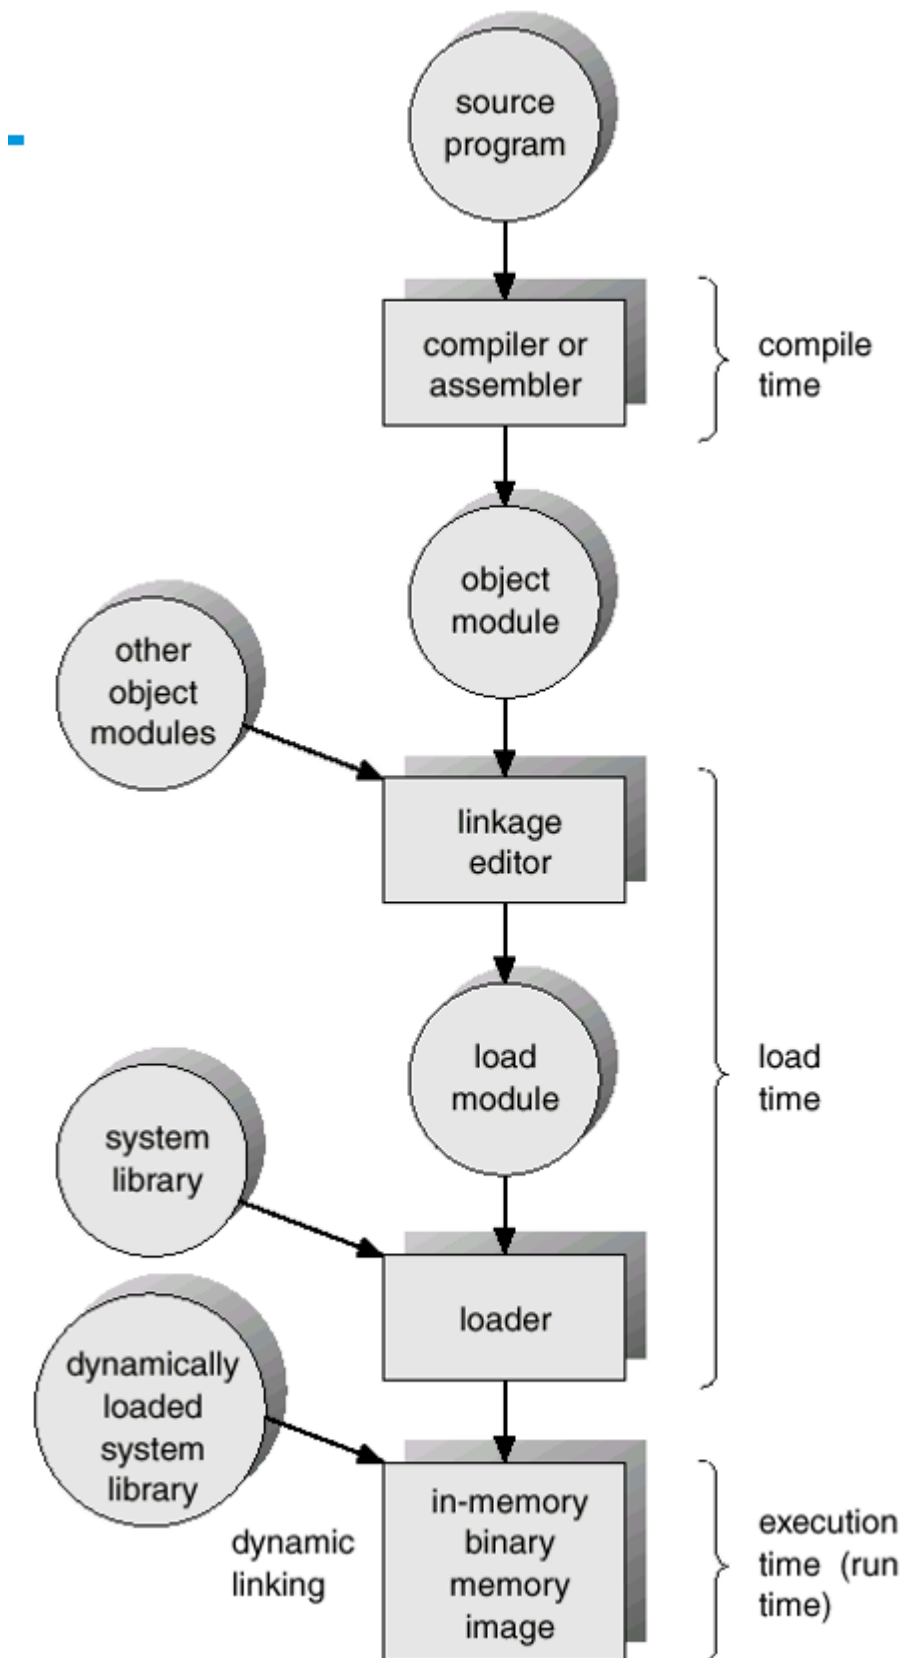 source
program
compiler or
assembler
compile
time
object
module
other
object
modules
linkage
editor
load
module
load
time
system
library
loader
dynamically
loaded
system
library
dynamic
linking
in-memory
binary
memory
image
execution
time (run
time)